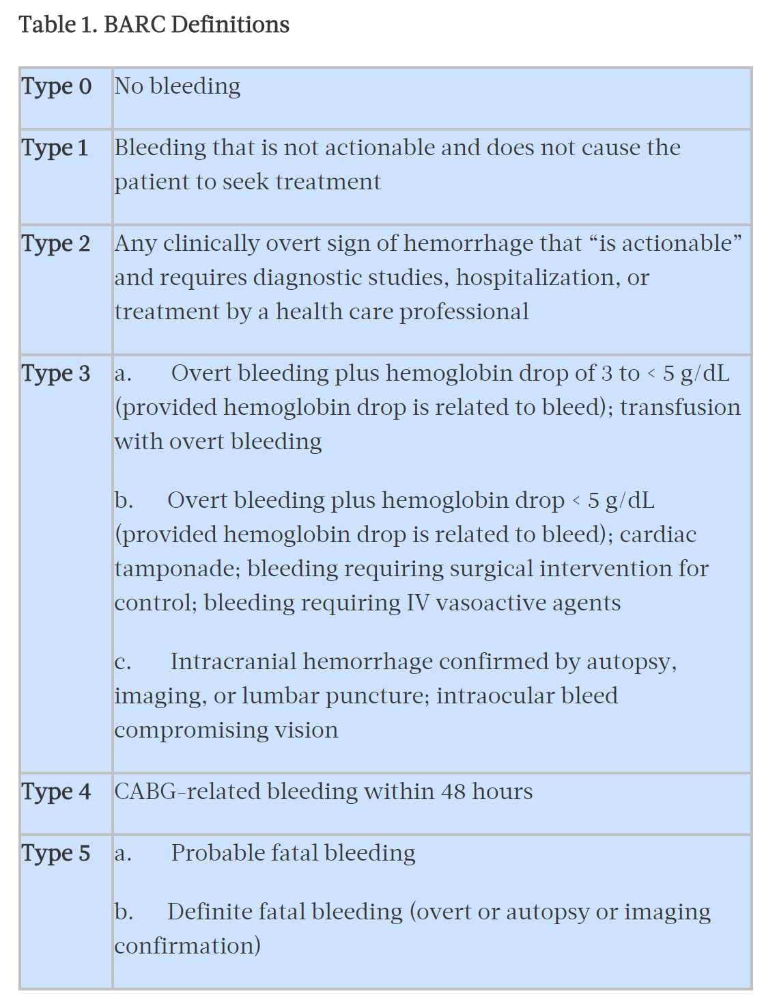 Table 1. BARC Definitions
Type 0 No bleeding
Type 1 Bleeding that is not actionable and does not cause the
patient to seek treatment
Type 2 Any clinically overt sign of hemorrhage that “is actionable”
and requires diagnostic studies, hospitalization, or
treatment by a health care professional
Type 3 a. Overt bleeding plus hemoglobin drop of 3 to < 5 g/dL
(provided hemoglobin drop is related to bleed); transfusion
with overt bleeding
b. Overt bleeding plus hemoglobin drop < 5 g/dL
(provided hemoglobin drop is related to bleed); cardiac
tamponade; bleeding requiring surgical intervention for
control; bleeding requiring IV vasoactive agents
c. Intracranial hemorrhage confirmed by autopsy,
imaging, or lumbar puncture; intraocular bleed
compromising vision
Type 4 CABG-related bleeding within 48 hours
Type 5 a. Probable fatal bleeding
b. Definite fatal bleeding (overt or autopsy or imaging
confirmation)